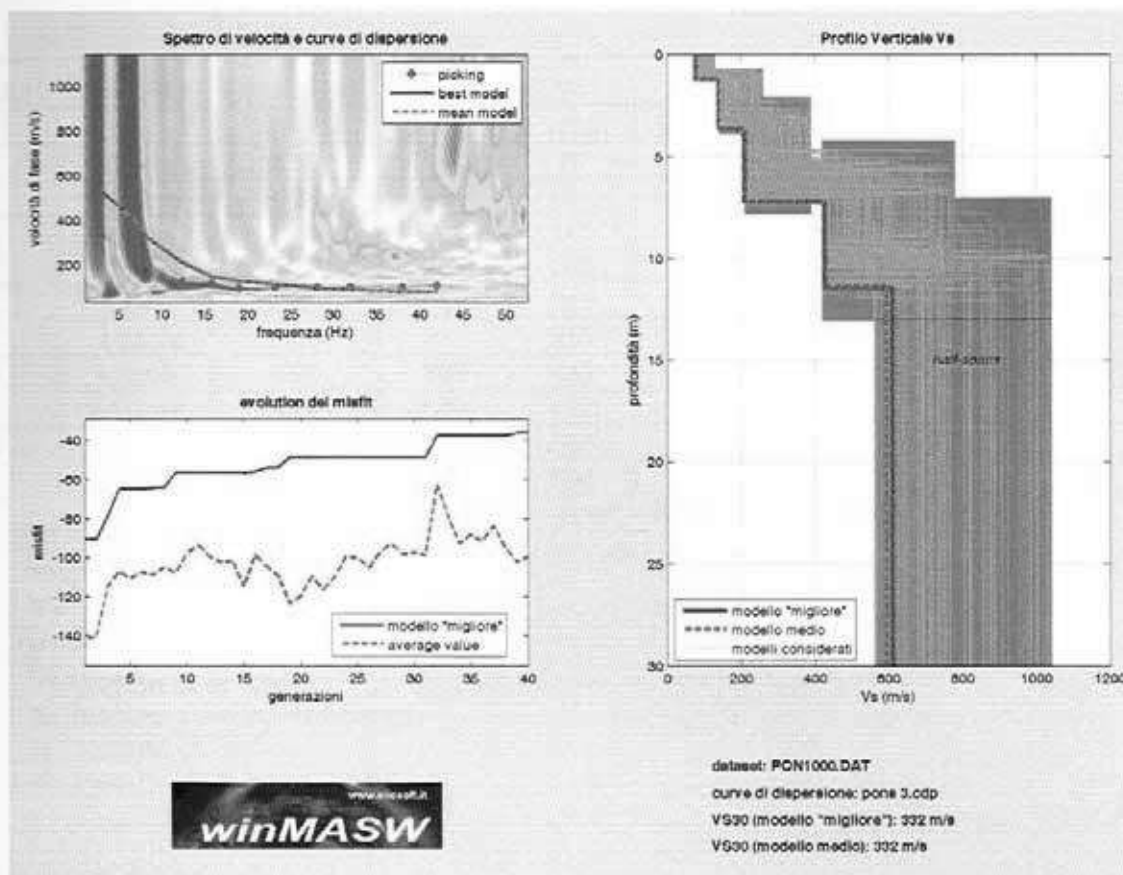 Spettro di velocità e curve di dispersione
velocità di fase (m/s)
1000
800
600
400
200
picking
best model
mean model
5 10 15 20 25 30 35 40 45 50
frequenza (Hz)
evolution del misfit
misfit
-40
-60
-80
-100
-120
-140
modello "migliore"
average value
5 10 15 20 25 30 35 40
generazioni
Profilo Verticale Vs
profondità (m)
0
5
10
15
20
25
30
half-space
modello "migliore"
modello medio
modelli considerati
0 200 400 600 800 1000 1200
Vs (m/s)
www.eliosoft.it
winMASW
dataset: PON1000.DAT
curve di dispersione: pone 3.cdp
VS30 (modello "migliore"): 332 m/s
VS30 (modello medio): 332 m/s